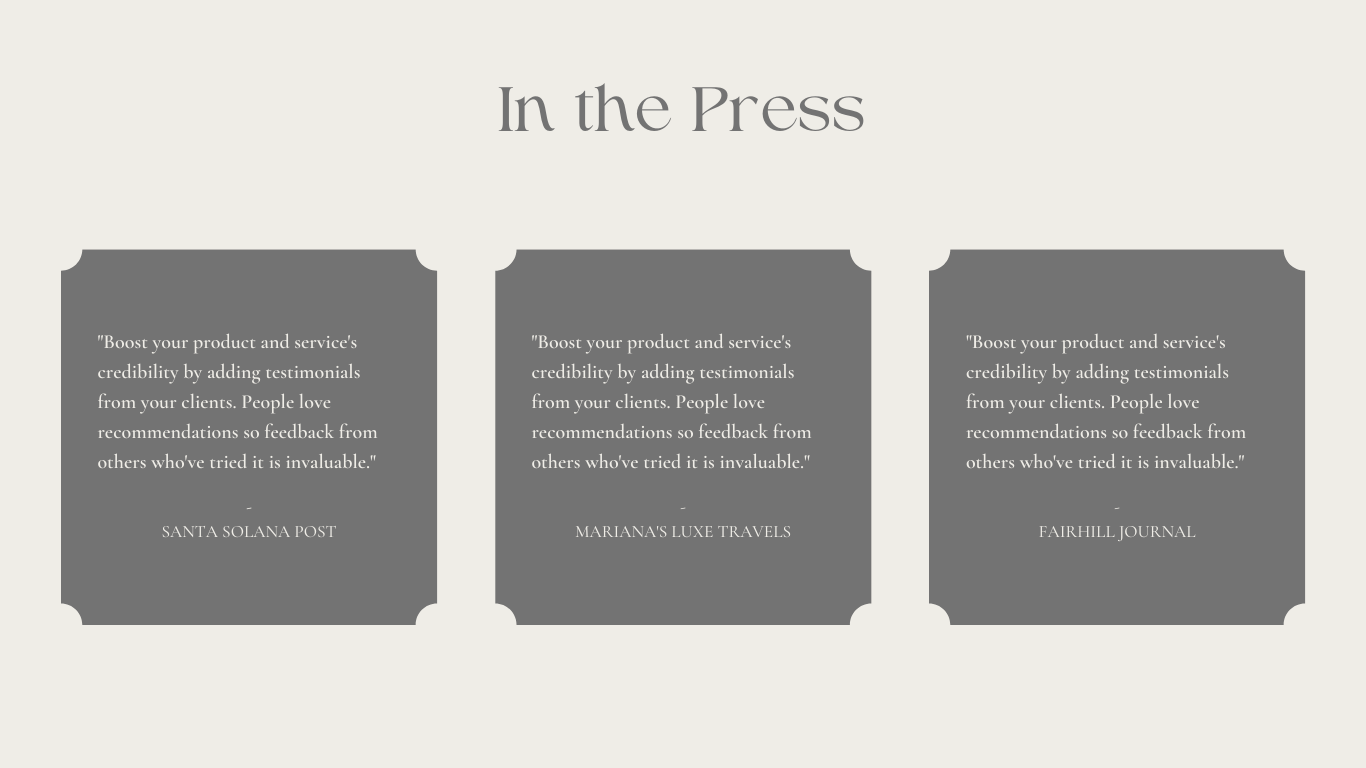 In the Press
"Boost your product and service's
credibility by adding testimonials
from your clients. People love
recommendations so feedback from
others who've tried it is invaluable."
-
SANTA SOLANA POST
"Boost your product and service's
credibility by adding testimonials
from your clients. People love
recommendations so feedback from
others who've tried it is invaluable."
-
MARIANA'S LUXE TRAVELS
"Boost your product and service's
credibility by adding testimonials
from your clients. People love
recommendations so feedback from
others who've tried it is invaluable."
-
FAIRHILL JOURNAL